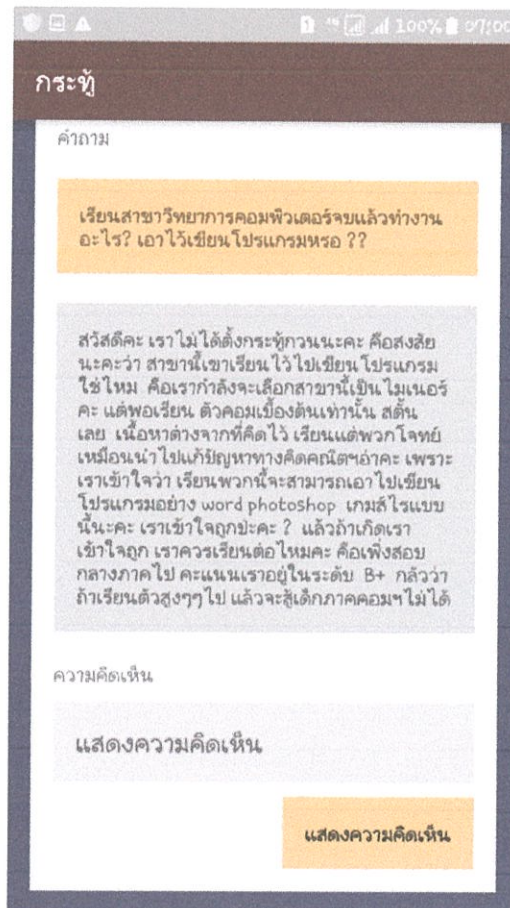 1 4G 100% 07:00
กระทู้
คำถาม
เรียนสาขาวิทยาการคอมพิวเตอร์จบแล้วทำงาน
อะไร? เอาไว้เขียนโปรแกรมหรอ ??
สวัสดีคะ เราไม่ได้ตั้งกระทู้กวนนะคะ คือสงสัย
นะคะว่า สาขานี้เขาเรียนไว้ไปเขียนโปรแกรม
ใช่ไหม คือเรากำลังจะเลือกสาขานี้เป็นไมเนอร์
คะ แต่พอเรียน ตัวคอมเบื้องต้นเท่านั้น สตั้น
เลย เนื้อหาต่างจากที่คิดไว้ เรียนแต่พวกโจทย์
เหมือนนำไปแก้ปัญหาทางคิดคณิตฯอ่าคะ เพราะ
เราเข้าใจว่า เรียนพวกนี้จะสามารถเอาไปเขียน
โปรแกรมอย่าง word photoshop เกมส์ไรแบบ
นี้นะคะ เราเข้าใจถูกปะคะ ? แล้วถ้าเกิดเรา
เข้าใจถูก เราควรเรียนต่อไหมคะ คือเพิ่งสอบ
กลางภาคไป คะแนนเราอยู่ในระดับ B+ กลัวว่า
ถ้าเรียนตัวสูงๆๆไป แล้วจะสู้เด็กภาคคอมฯไม่ได้
ความคิดเห็น
แสดงความคิดเห็น
แสดงความคิดเห็น